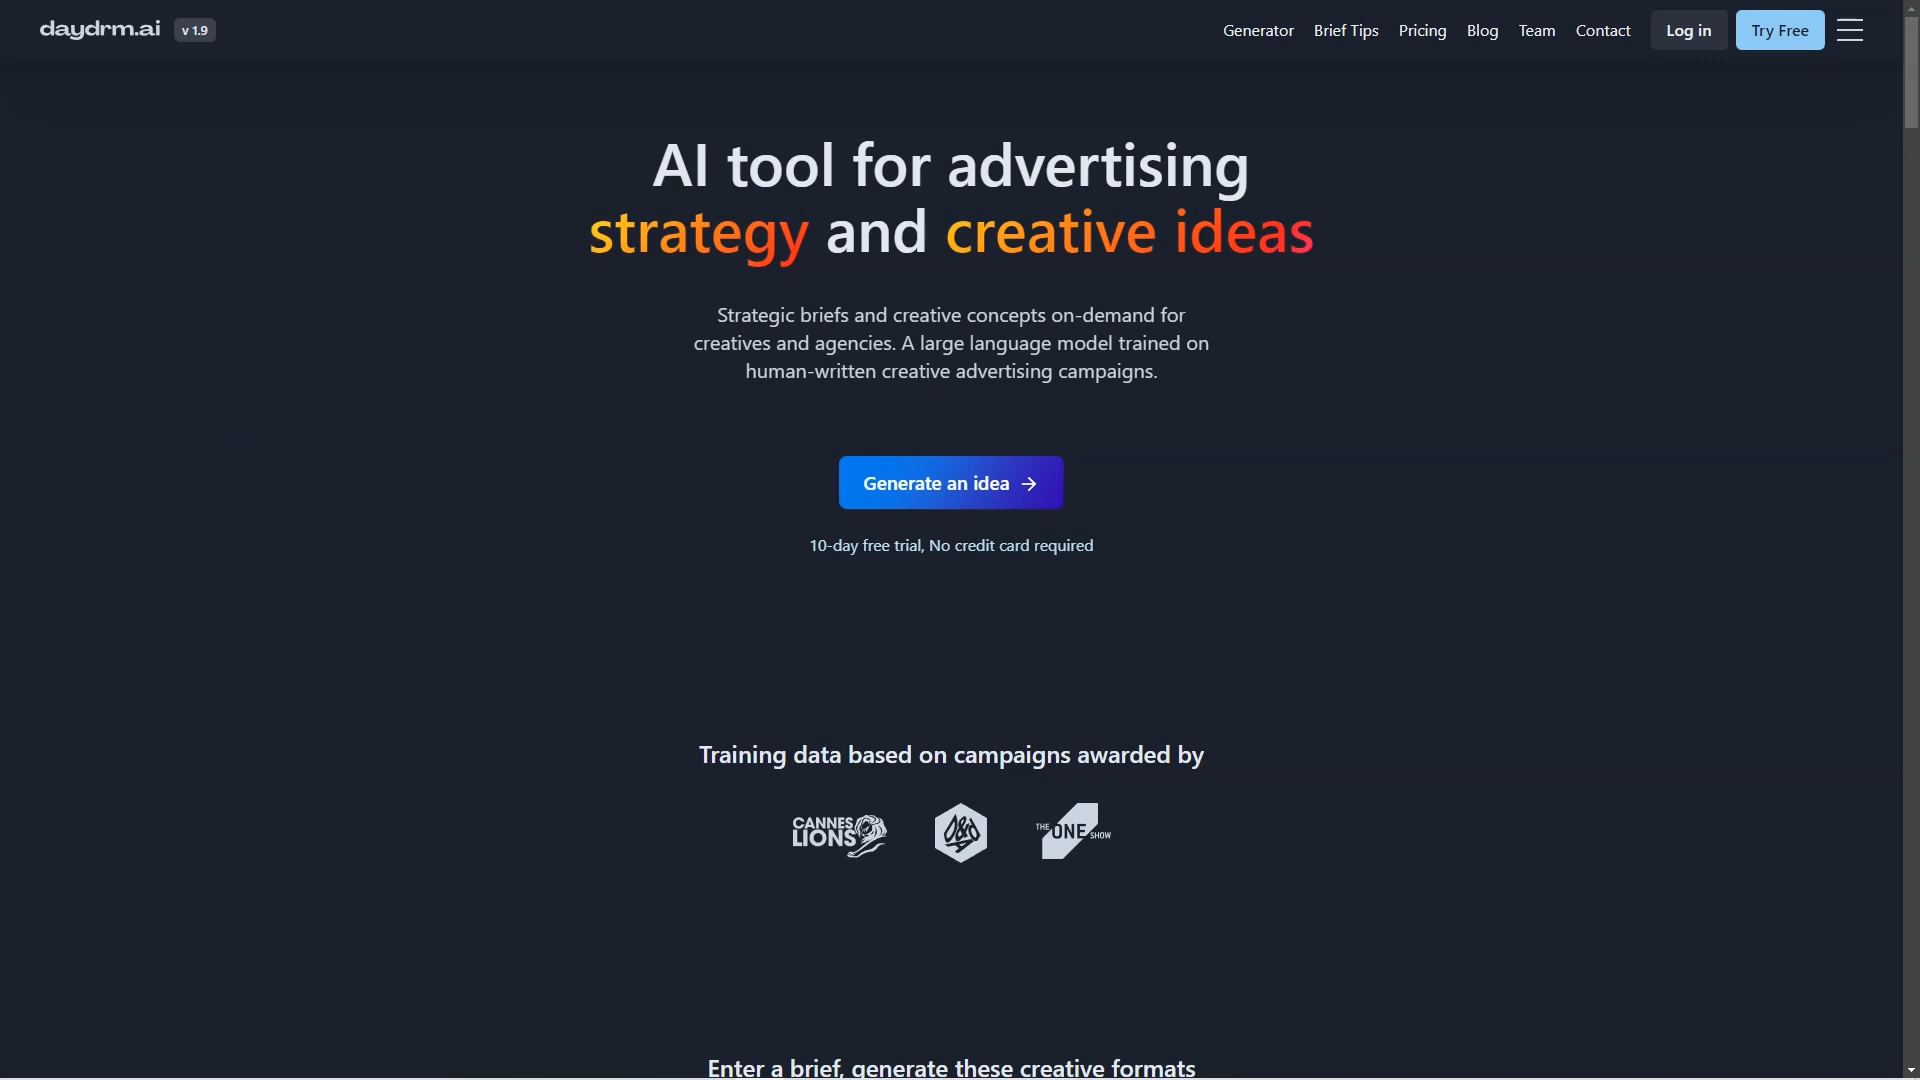 daydrm.ai v 1.9
Generator Brief Tips Pricing Blog Team Contact Log in Try Free
AI tool for advertising
strategy and creative ideas
Strategic briefs and creative concepts on-demand for
creatives and agencies. A large language model trained on
human-written creative advertising campaigns.
Generate an idea →
10-day free trial, No credit card required
Training data based on campaigns awarded by
CANNES
LIONS
D&AD
THE ONE SHOW
Enter a brief, generate these creative formats